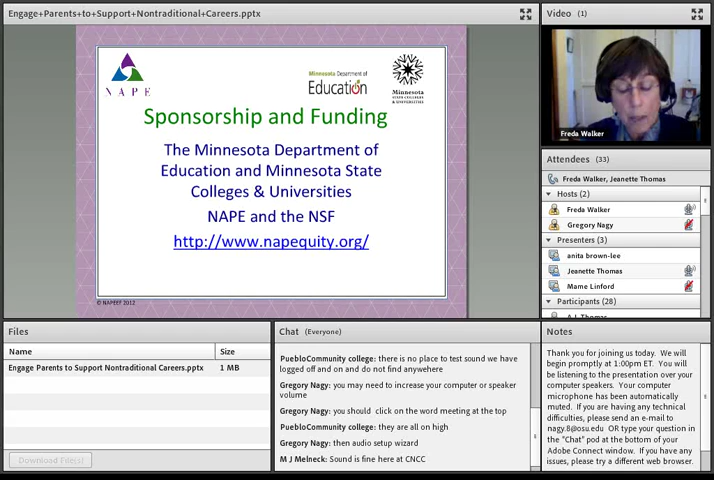 Engage+Parents+to+Support+Nontraditional+Careers.pptx
NAPE
Minnesota Department of
Education
Minnesota
STATE COLLEGES
& UNIVERSITIES
Sponsorship and Funding
The Minnesota Department of
Education and Minnesota State
Colleges & Universities
NAPE and the NSF
http://www.napequity.org/
© NAPEEF 2012
Video (1)
Freda Walker
Attendees (33)
Freda Walker, Jeanette Thomas
Hosts (2)
Freda Walker
Gregory Nagy
Presenters (3)
anita brown-lee
Jeanette Thomas
Mame Linford
Participants (28)
A.J. Thomas
Files
Name Size
Engage Parents to Support Nontraditional Careers.pptx 1 MB
Download File(s)
Chat (Everyone)
PuebloCommunity college: there is no place to test sound we have
logged off and on and do not find anywhere
Gregory Nagy: you may need to increase your computer or speaker
volume
Gregory Nagy: you should click on the word meeting at the top
PuebloCommunity college: they are all on high
Gregory Nagy: then audio setup wizard
M J Melneck: Sound is fine here at CNCC
Notes
Thank you for joining us today. We will
begin promptly at 1:00pm ET. You will
be listening to the presentation over your
computer speakers. Your computer
microphone has been automatically
muted. If you are having any technical
difficulties, please send an e-mail to
nagy.8@osu.edu OR type your question in
the "Chat" pod at the bottom of your
Adobe Connect window. If you have any
issues, please try a different web browser.